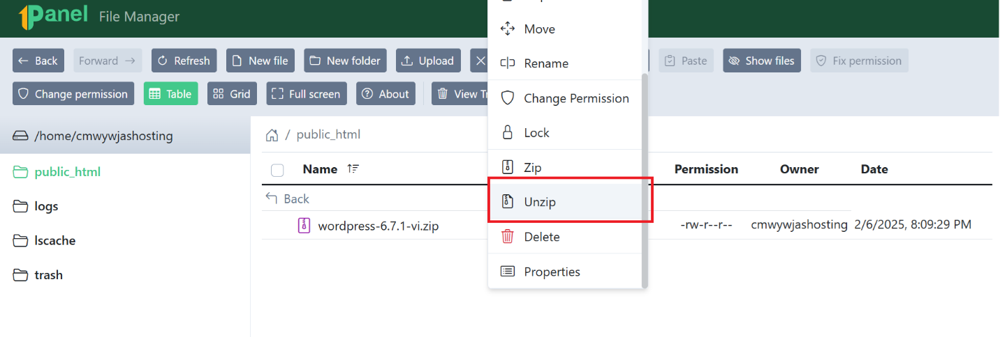 1Panel File Manager
Back Forward Refresh New file New folder Upload Paste Show files Fix permission
Change permission Table Grid Full screen About View
/home/cmwywjashosting
public_html
logs
lscache
trash
/ public_html
Name Permission Owner Date
Back
wordpress-6.7.1-vi.zip -rw-r--r-- cmwywjashosting 2/6/2025, 8:09:29 PM
Move
Rename
Change Permission
Lock
Zip
Unzip
Delete
Properties